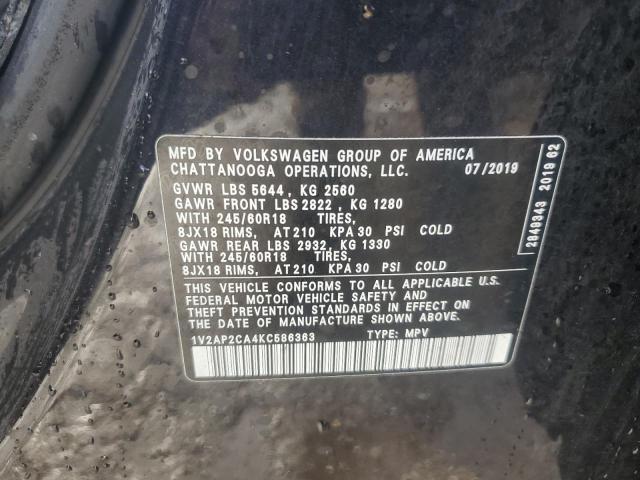 MFD BY VOLKSWAGEN GROUP OF AMERICA
CHATTANOOGA OPERATIONS, LLC. 07/2019
GVWR LBS 5644, KG 2560
GAWR FRONT LBS 2822, KG 1280
WITH 245/60R18 TIRES,
8JX18 RIMS, AT 210 KPA 30 PSI COLD
GAWR REAR LBS 2932, KG 1330
WITH 245/60R18 TIRES,
8JX18 RIMS, AT 210 KPA 30 PSI COLD
THIS VEHICLE CONFORMS TO ALL APPLICABLE U.S.
FEDERAL MOTOR VEHICLE SAFETY AND
THEFT PREVENTION STANDARDS IN EFFECT ON THE
DATE OF MANUFACTURE SHOWN ABOVE.
1V2AP2CA4KC586363 TYPE: MPV
2949343 2019 62